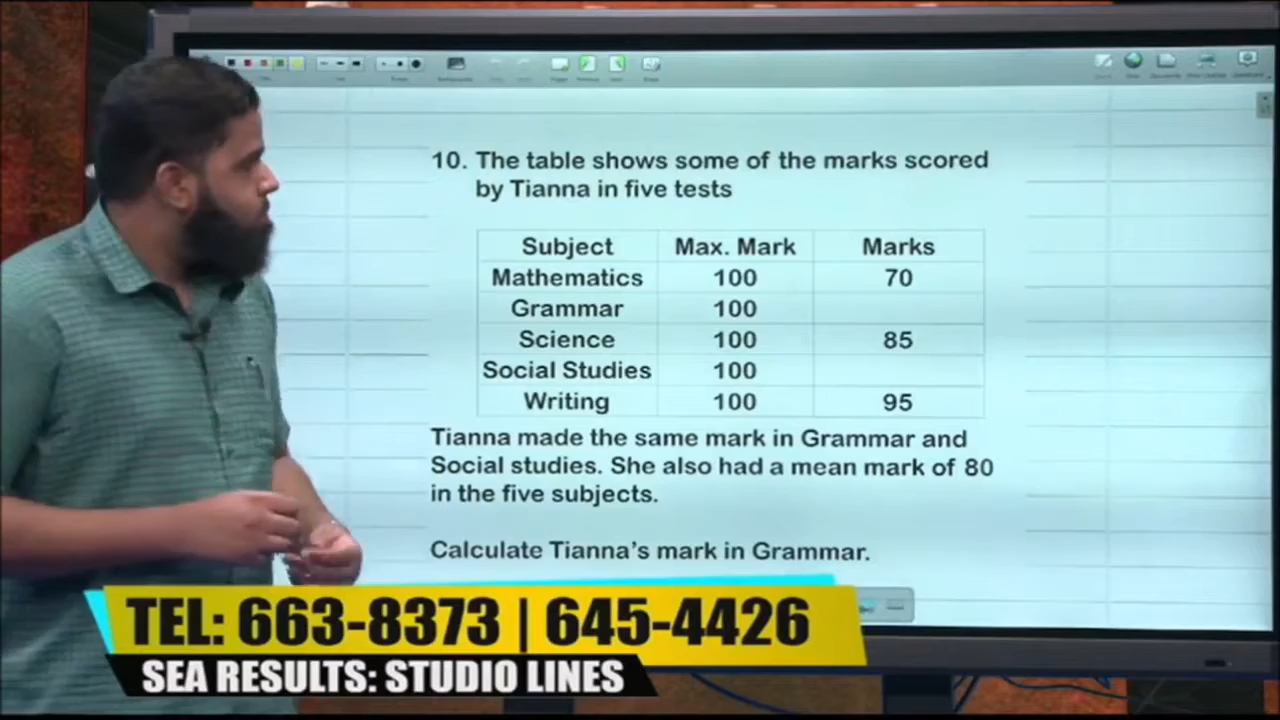 10. The table shows some of the marks scored
by Tianna in five tests
Subject Max. Mark Marks
Mathematics 100 70
Grammar 100
Science 100 85
Social Studies 100
Writing 100 95
Tianna made the same mark in Grammar and
Social studies. She also had a mean mark of 80
in the five subjects.
Calculate Tianna's mark in Grammar.
TEL: 663-8373 | 645-4426
SEA RESULTS: STUDIO LINES